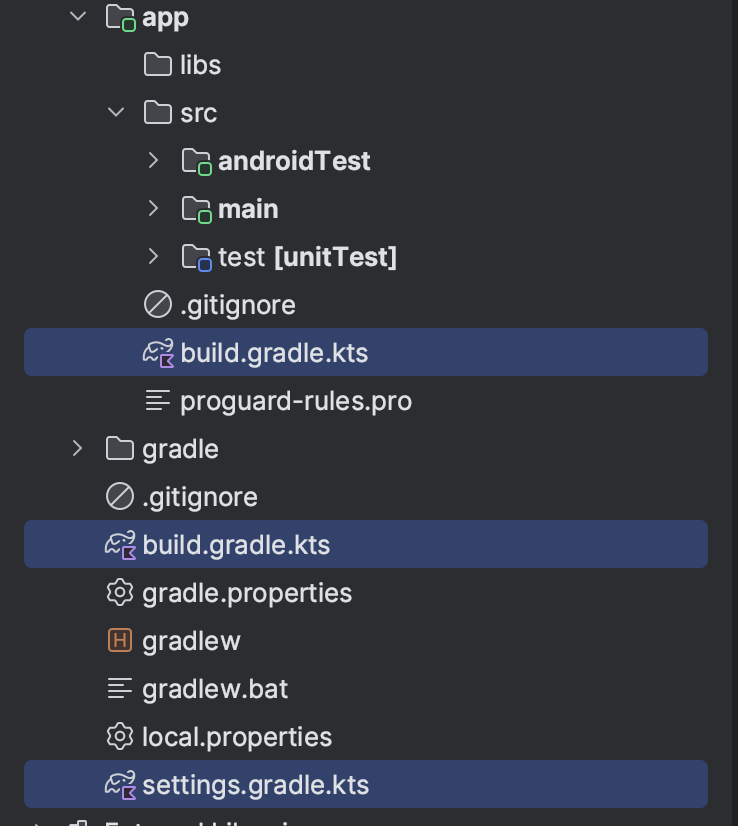 app
libs
src
androidTest
main
test [unitTest]
.gitignore
build.gradle.kts
proguard-rules.pro
gradle
.gitignore
build.gradle.kts
gradle.properties
H gradlew
gradlew.bat
local.properties
settings.gradle.kts